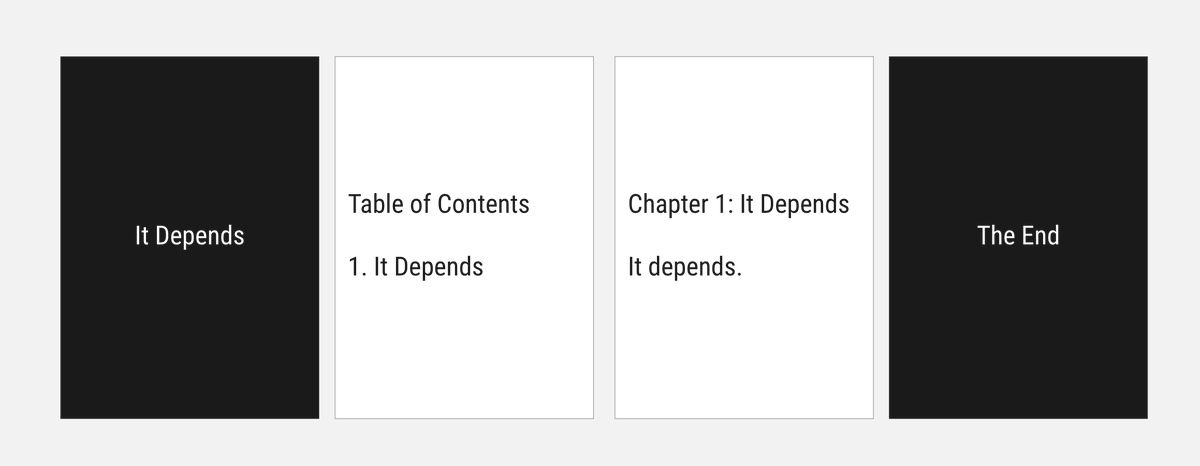 It Depends
Table of Contents
1. It Depends
Chapter 1: It Depends
It depends.
The End